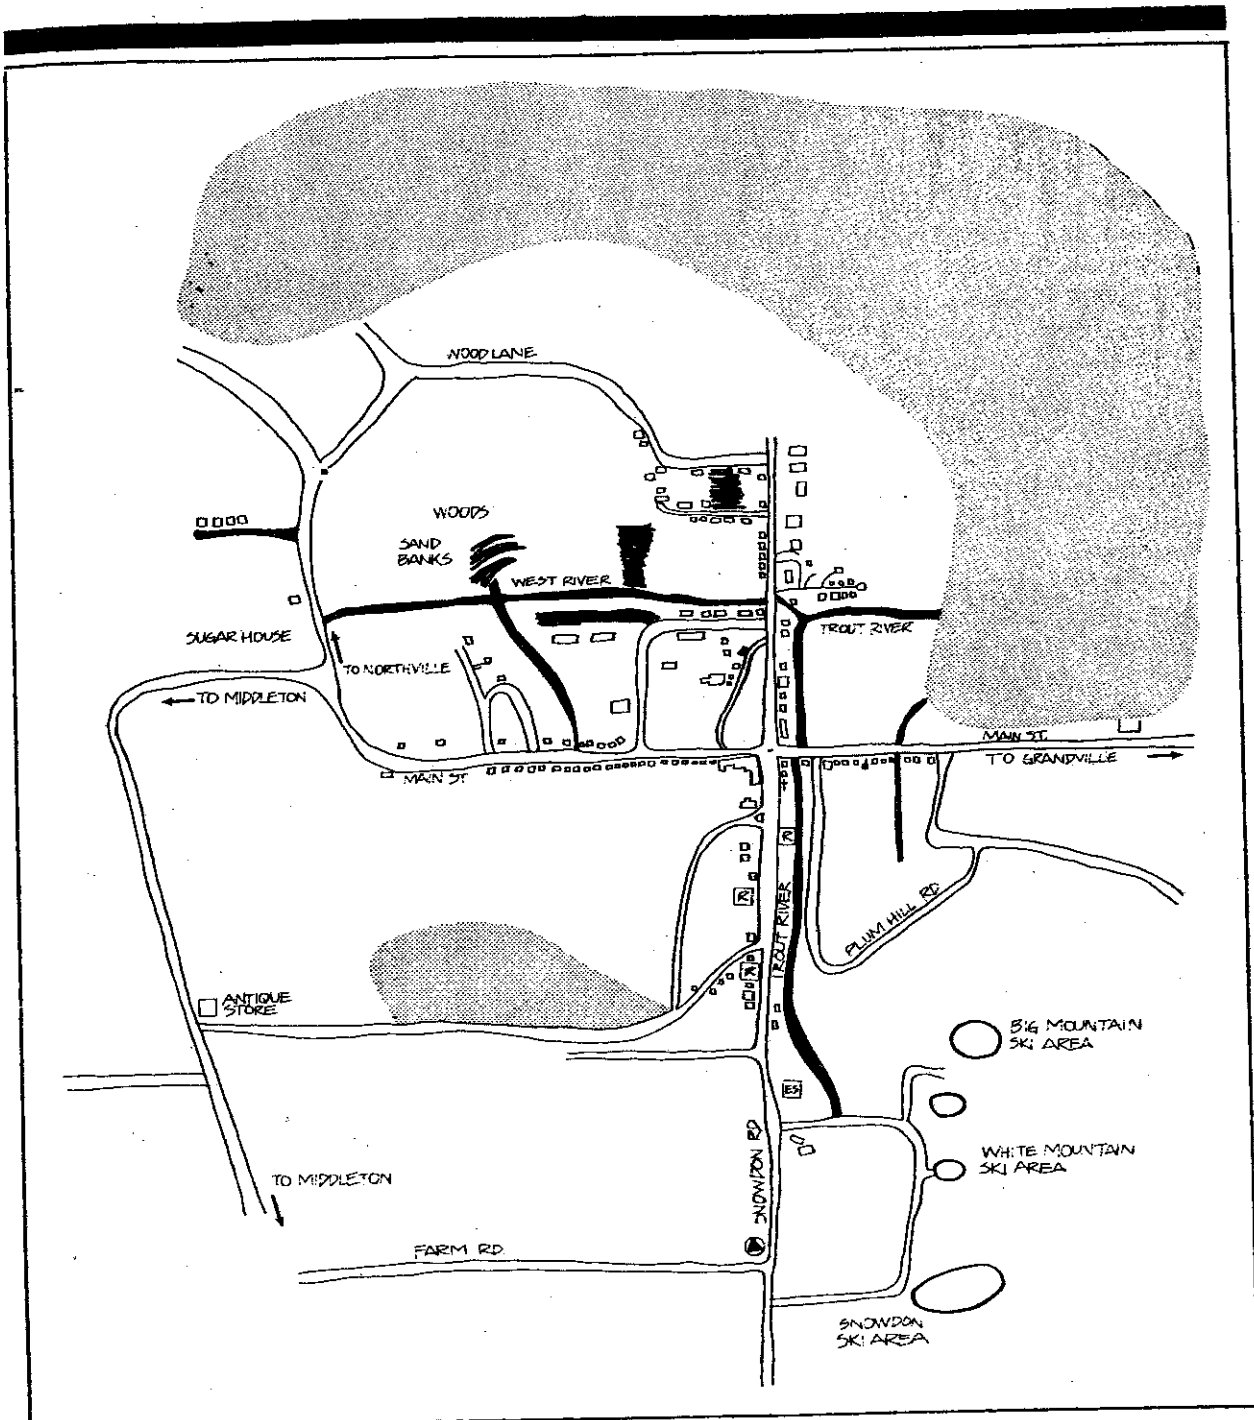 WOOD LANE
WOODS
SAND
BANKS
WEST RIVER
TROUT RIVER
SUGAR HOUSE
TO NORTHVILLE
TO MIDDLETON
MAIN ST.
MAIN ST
TO GRANDVILLE
R
R
TROUT RIVER
PLUM HILL RD
R
ANTIQUE
STORE
BIG MOUNTAIN
SKI AREA
ES
WHITE MOUNTAIN
SKI AREA
SNOWDON RD
TO MIDDLETON
FARM RD.
SNOWDON
SKI AREA